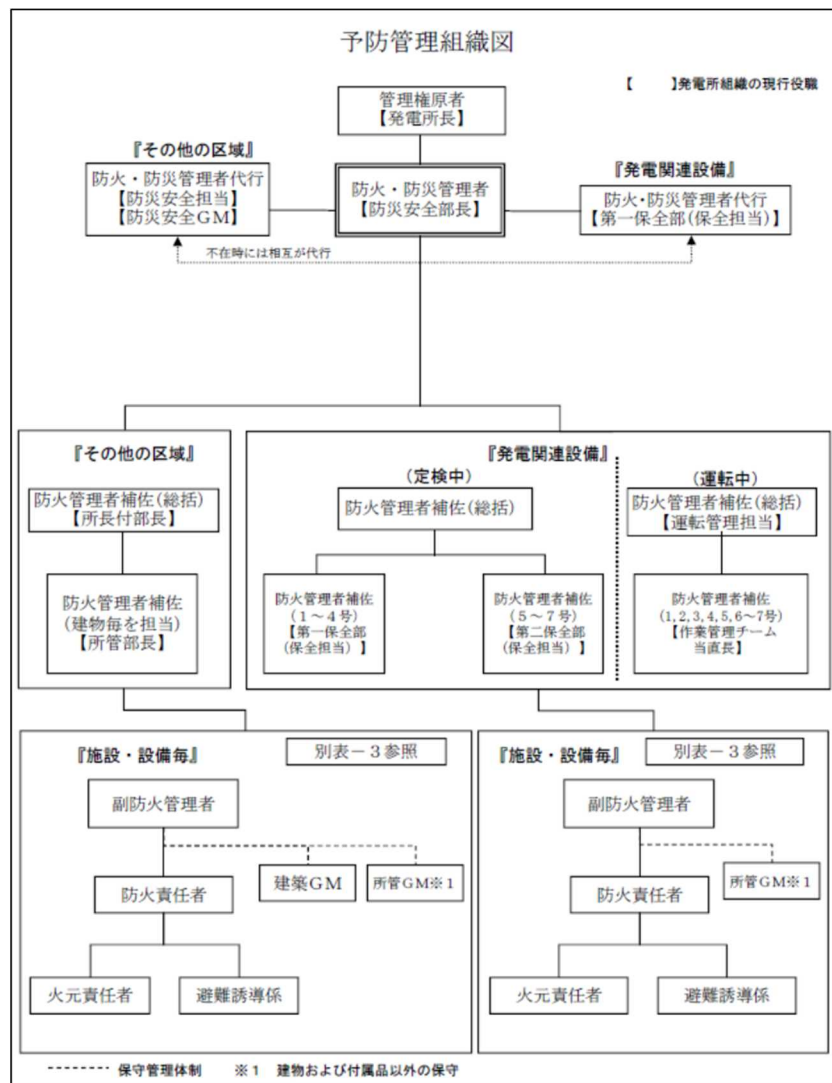 予防管理組織図
【　　】発電所組織の現行役職
管理権原者
【発電所長】
『その他の区域』
防火・防災管理者代行
【防災安全担当】
【防災安全GM】
防火・防災管理者
【防災安全部長】
『発電関連設備』
防火・防災管理者代行
【第一保全部(保全担当)】
不在時には相互が代行
『その他の区域』
防火管理者補佐(総括)
【所長付部長】
防火管理者補佐
(建物毎を担当)
【所管部長】
『発電関連設備』
(定検中)
防火管理者補佐(総括)
防火管理者補佐
(1～4号)
【第一保全部
(保全担当)】
防火管理者補佐
(5～7号)
【第二保全部
(保全担当)】
(運転中)
防火管理者補佐(総括)
【運転管理担当】
防火管理者補佐
(1,2,3,4,5,6～7号)
【作業管理チーム
当直長】
『施設・設備毎』
別表－3参照
副防火管理者
建築GM
所管GM※1
防火責任者
火元責任者
避難誘導係
『施設・設備毎』
別表－3参照
副防火管理者
所管GM※1
防火責任者
火元責任者
避難誘導係
保守管理体制　※1　建物および付属品以外の保守